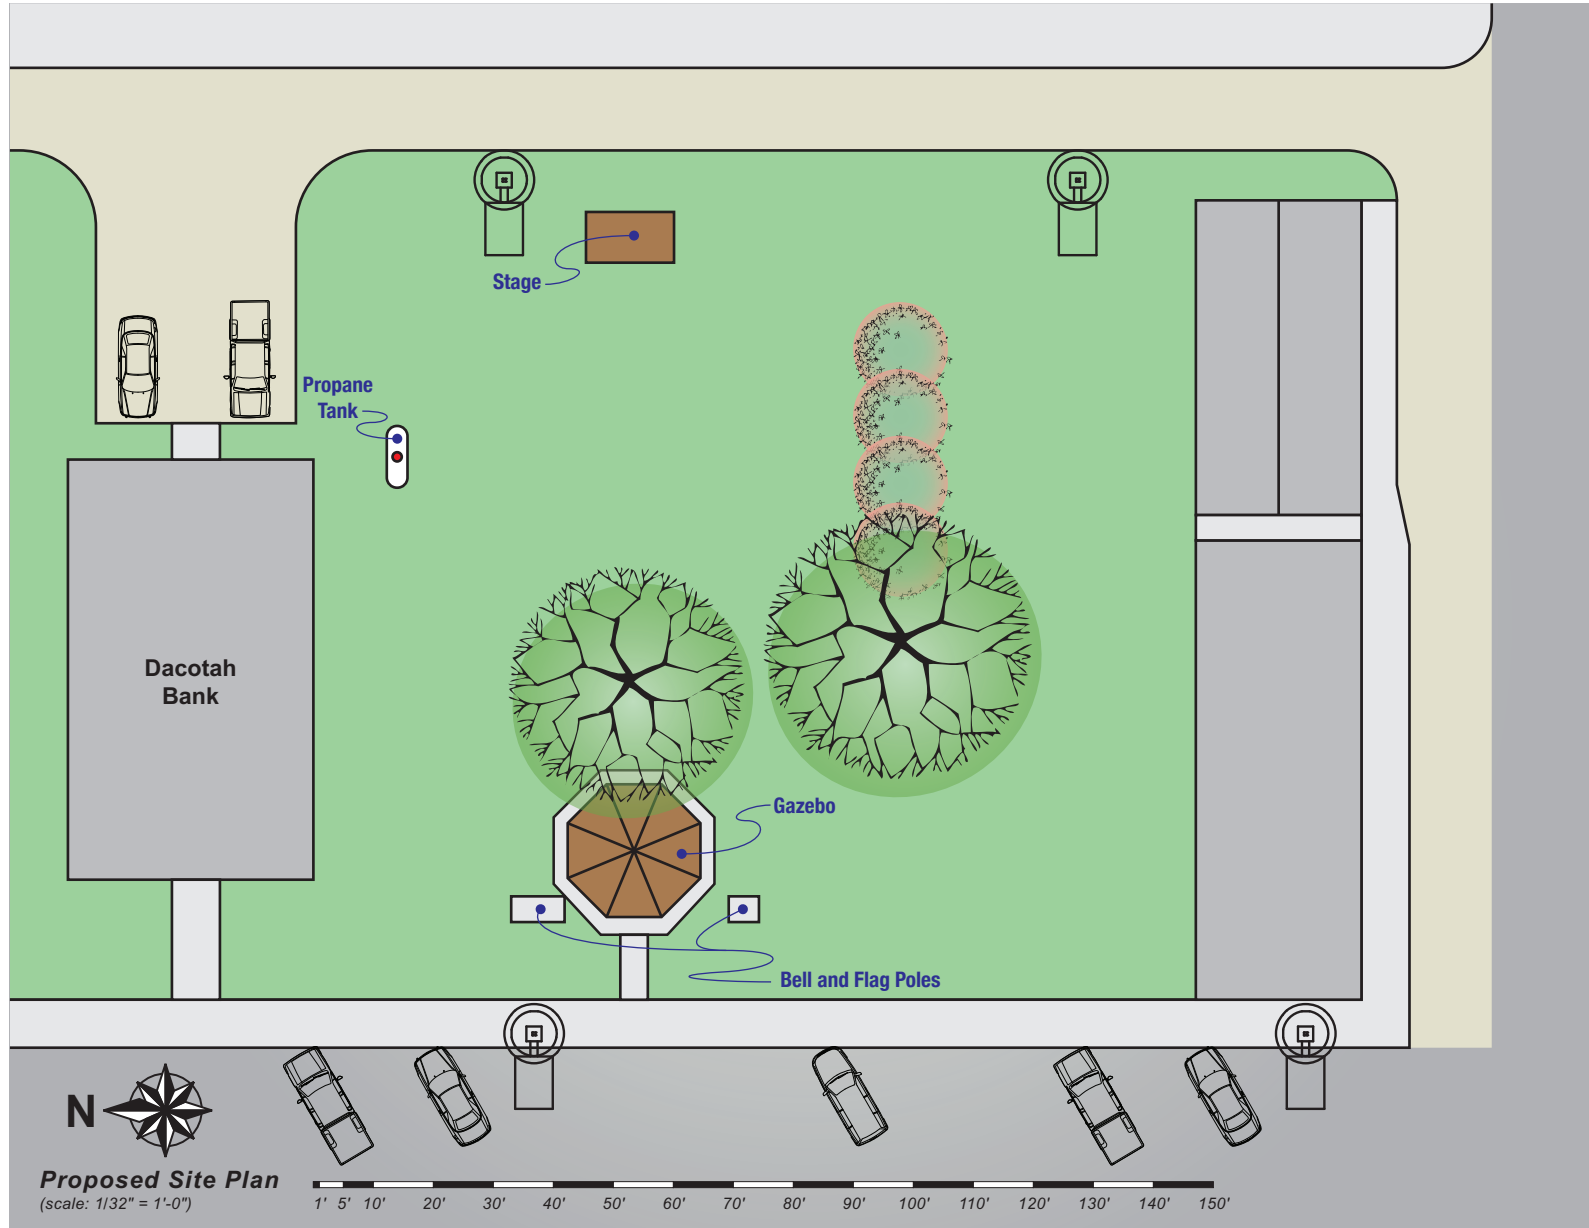 Stage
Propane
Tank
Dacotah
Bank
Gazebo
Bell and Flag Poles
N
Proposed Site Plan
(scale: 1/32" = 1'-0")
1' 5' 10' 20' 30' 40' 50' 60' 70' 80' 90' 100' 110' 120' 130' 140' 150'